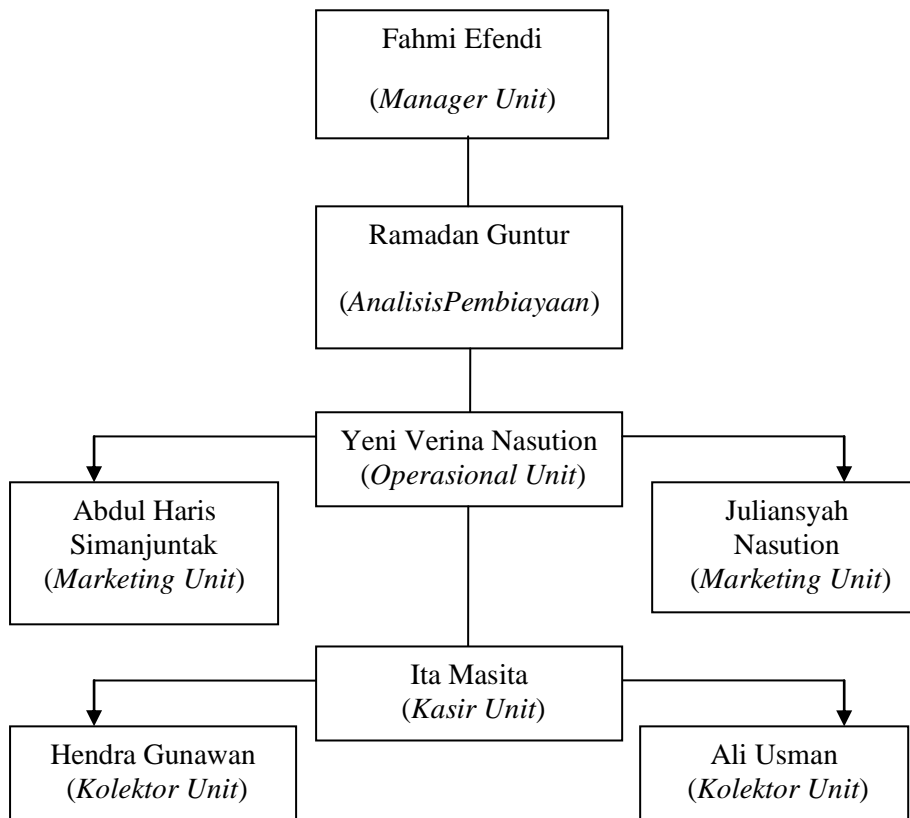 Fahmi Efendi
(Manager Unit)
Ramadan Guntur
(AnalisisPembiayaan)
Yeni Verina Nasution
(Operasional Unit)
Abdul Haris
Simanjuntak
(Marketing Unit)
Juliansyah
Nasution
(Marketing Unit)
Ita Masita
(Kasir Unit)
Hendra Gunawan
(Kolektor Unit)
Ali Usman
(Kolektor Unit)